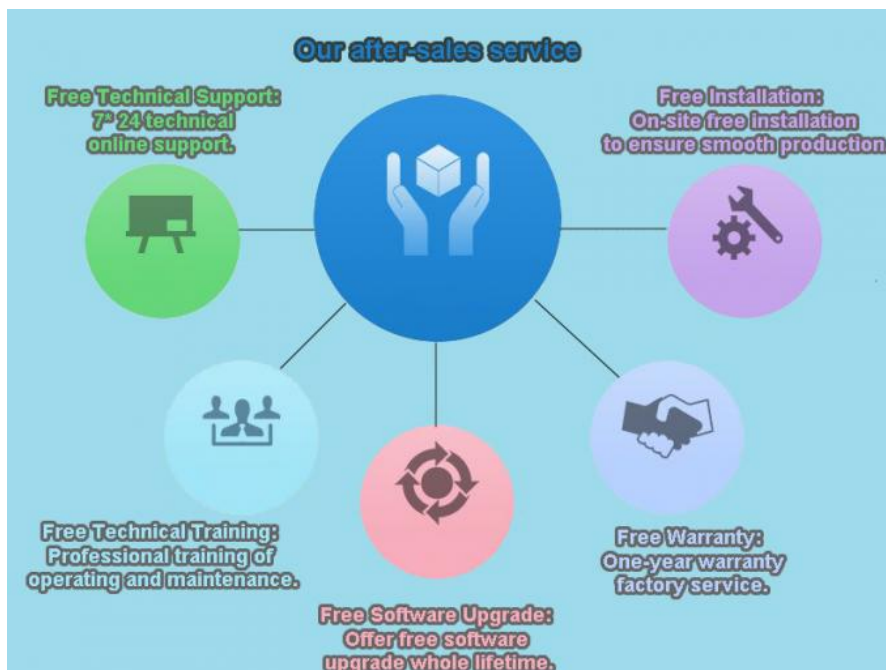 Our after-sales service
Free Technical Support:
7* 24 technical
online support.
Free Installation:
On-site free installation
to ensure smooth production
Free Technical Training:
Professional training of
operating and maintenance.
Free Software Upgrade:
Offer free software
upgrade whole lifetime.
Free Warranty:
One-year warranty
factory service.